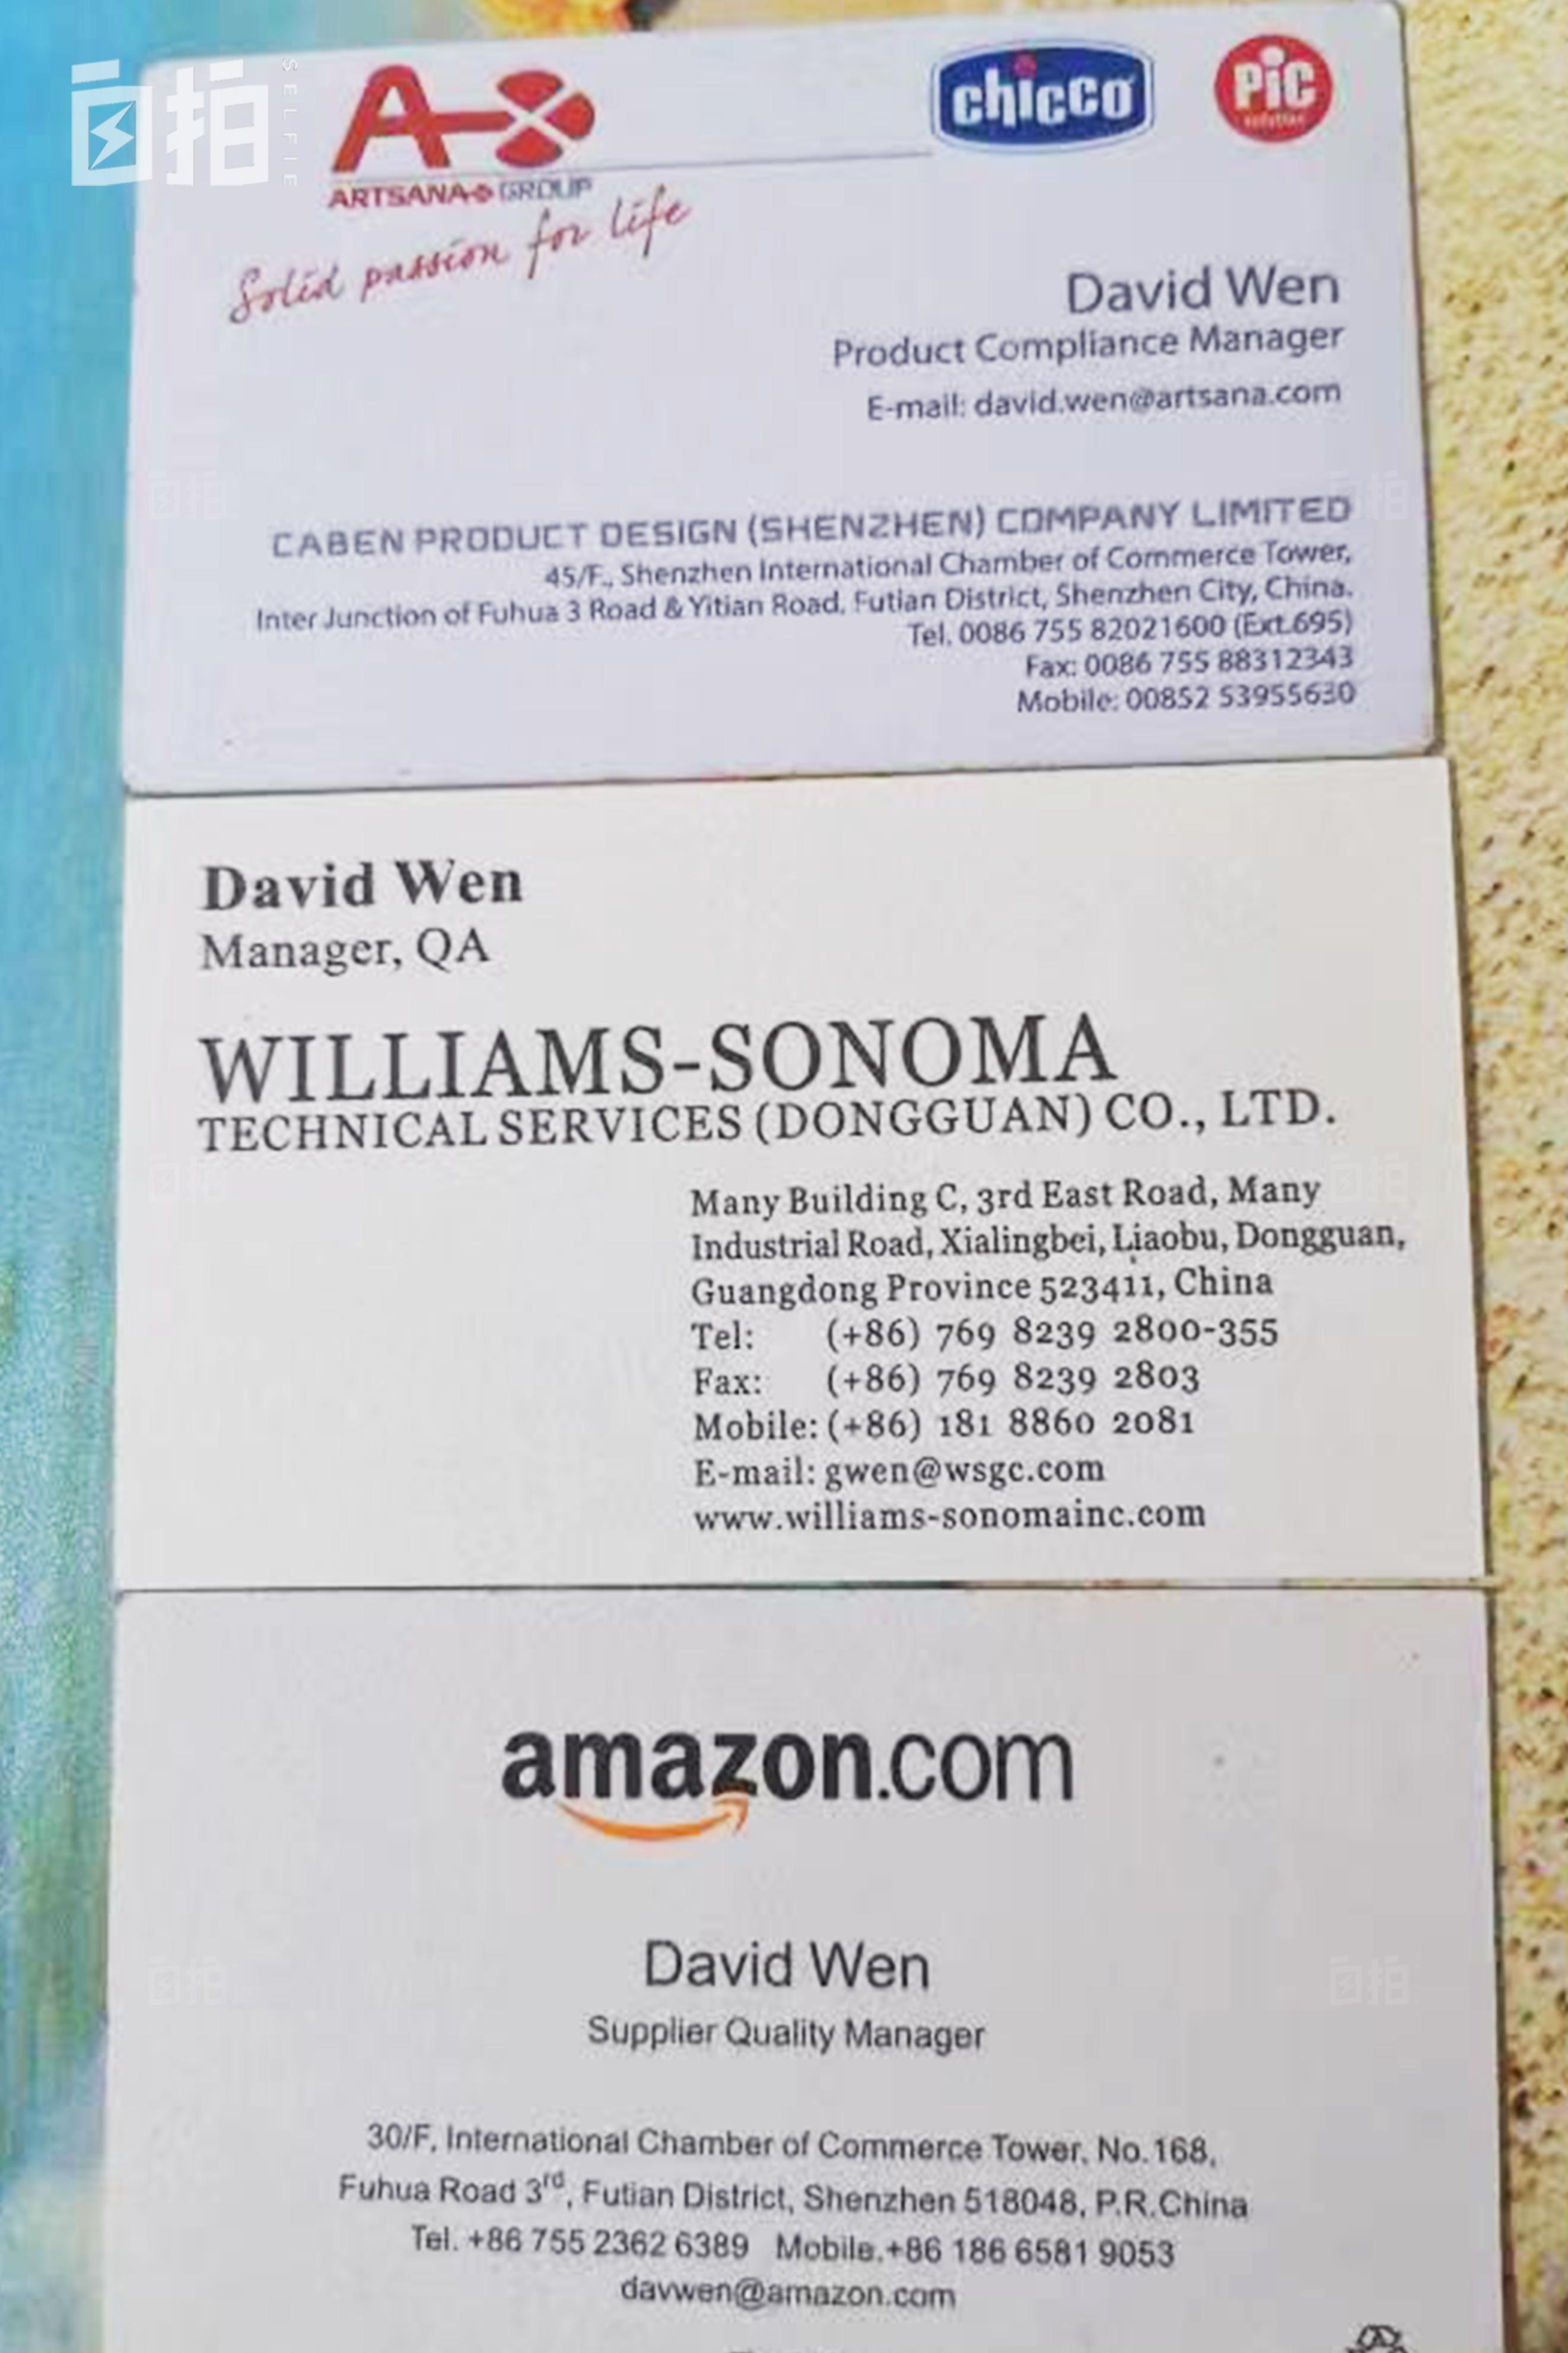 自拍
SELFIE
ARTSANA GROUP
chicco
PiC
solution
Solid passion for life
David Wen
Product Compliance Manager
E-mail: david.wen@artsana.com
CABEN PRODUCT DESIGN (SHENZHEN) COMPANY LIMITED
45/F., Shenzhen International Chamber of Commerce Tower,
Inter Junction of Fuhua 3 Road & Yitian Road, Futian District, Shenzhen City, China.
Tel. 0086 755 82021600 (Ext.695)
Fax: 0086 755 88312343
Mobile: 00852 53955630
David Wen
Manager, QA
WILLIAMS-SONOMA
TECHNICAL SERVICES (DONGGUAN) CO., LTD.
Many Building C, 3rd East Road, Many
Industrial Road, Xialingbei, Liaobu, Dongguan,
Guangdong Province 523411, China
Tel: (+86) 769 8239 2800-355
Fax: (+86) 769 8239 2803
Mobile: (+86) 181 8860 2081
E-mail: gwen@wsgc.com
www.williams-sonomainc.com
amazon.com
David Wen
Supplier Quality Manager
30/F, International Chamber of Commerce Tower, No.168,
Fuhua Road 3rd, Futian District, Shenzhen 518048, P.R.China
Tel. +86 755 2362 6389 Mobile.+86 186 6581 9053
davwen@amazon.com